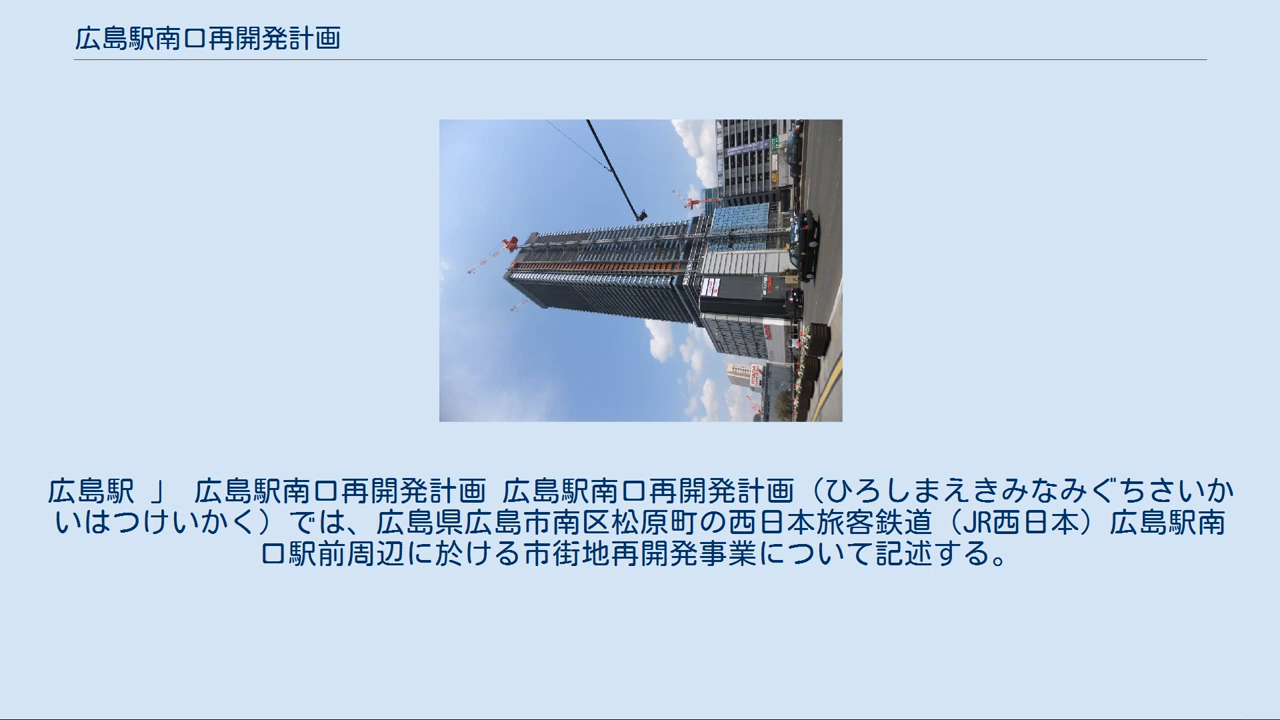 広島駅南口再開発計画
広島駅 」 広島駅南口再開発計画 広島駅南口再開発計画（ひろしまえきみなみぐちさいか
いはつけいかく）では、広島県広島市南区松原町の西日本旅客鉄道（JR西日本）広島駅南
口駅前周辺に於ける市街地再開発事業について記述する。